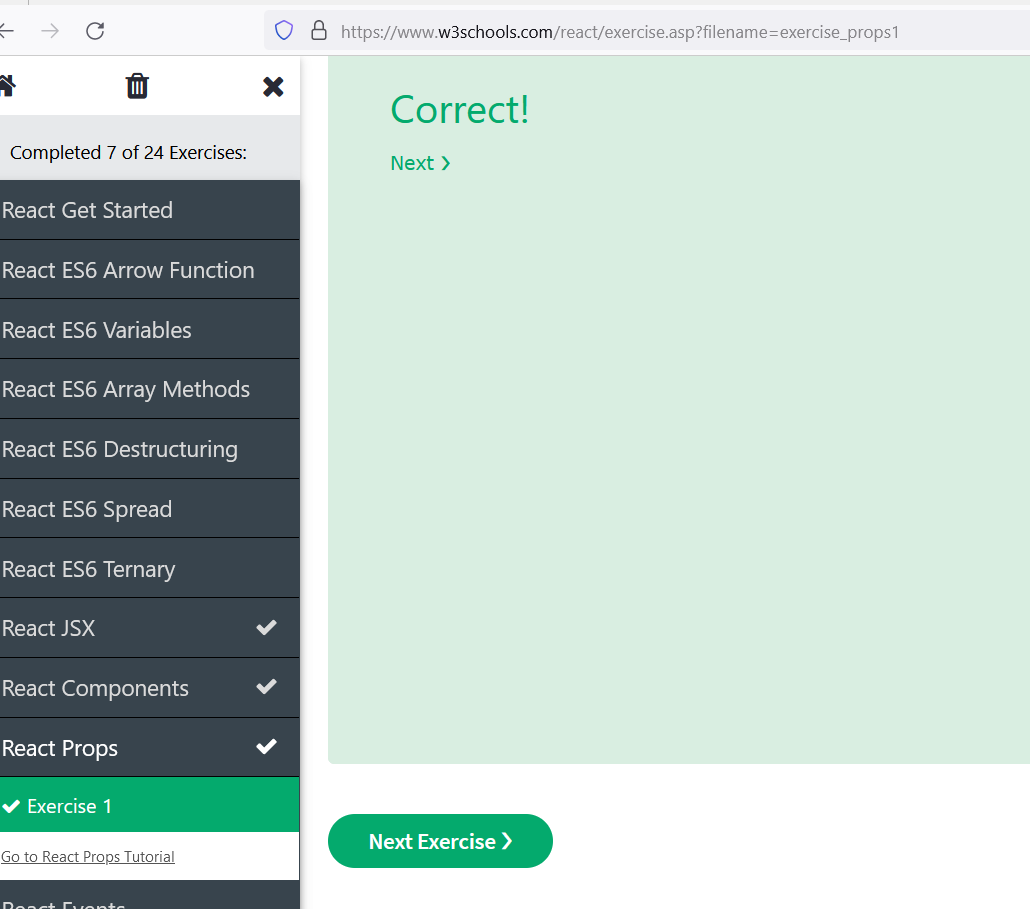 https://www.w3schools.com/react/exercise.asp?filename=exercise_props1
Completed 7 of 24 Exercises:
React Get Started
React ES6 Arrow Function
React ES6 Variables
React ES6 Array Methods
React ES6 Destructuring
React ES6 Spread
React ES6 Ternary
React JSX
React Components
React Props
Exercise 1
Go to React Props Tutorial
React Events
Correct!
Next ❯
Next Exercise ❯